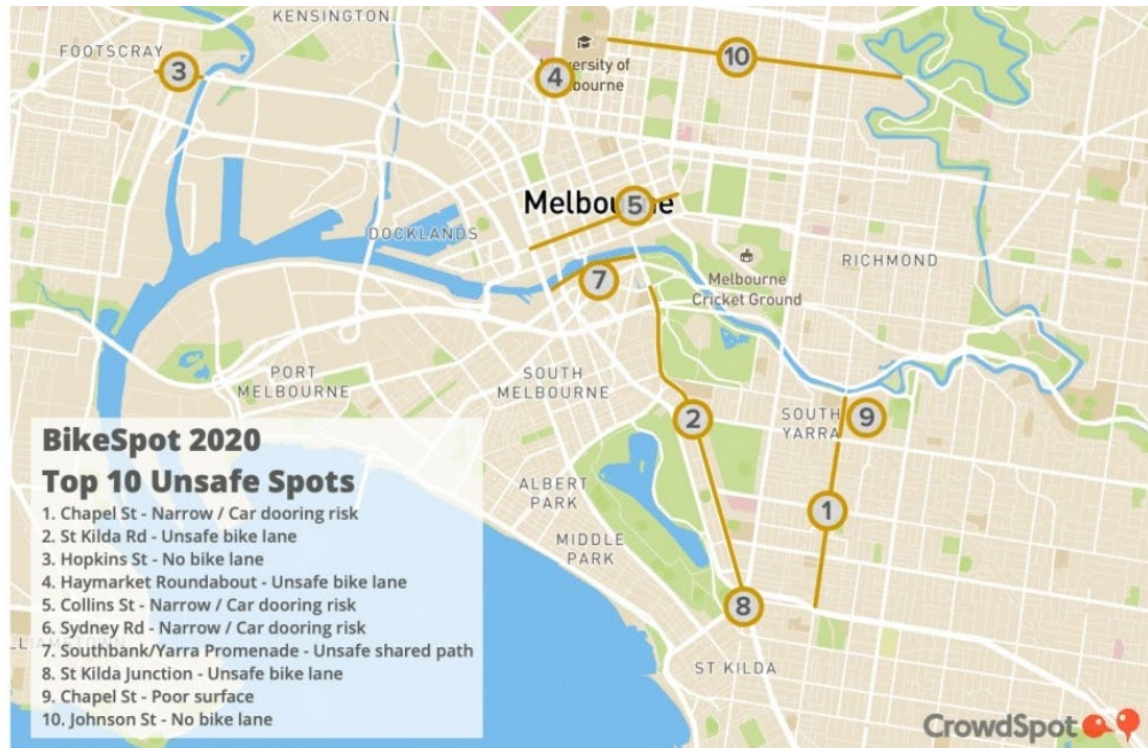 KENSINGTON
FOOTSCRAY
3
4
University of
Melbourne
10
Melbourne
5
DOCKLANDS
RICHMOND
7
Melbourne
Cricket Ground
PORT
MELBOURNE
SOUTH
MELBOURNE
2
SOUTH
YARRA
9
BikeSpot 2020
Top 10 Unsafe Spots
1. Chapel St - Narrow / Car dooring risk
2. St Kilda Rd - Unsafe bike lane
3. Hopkins St - No bike lane
4. Haymarket Roundabout - Unsafe bike lane
5. Collins St - Narrow / Car dooring risk
6. Sydney Rd - Narrow / Car dooring risk
7. Southbank/Yarra Promenade - Unsafe shared path
8. St Kilda Junction - Unsafe bike lane
9. Chapel St - Poor surface
10. Johnson St - No bike lane
ALBERT
PARK
1
MIDDLE
PARK
8
ST KILDA
CrowdSpot